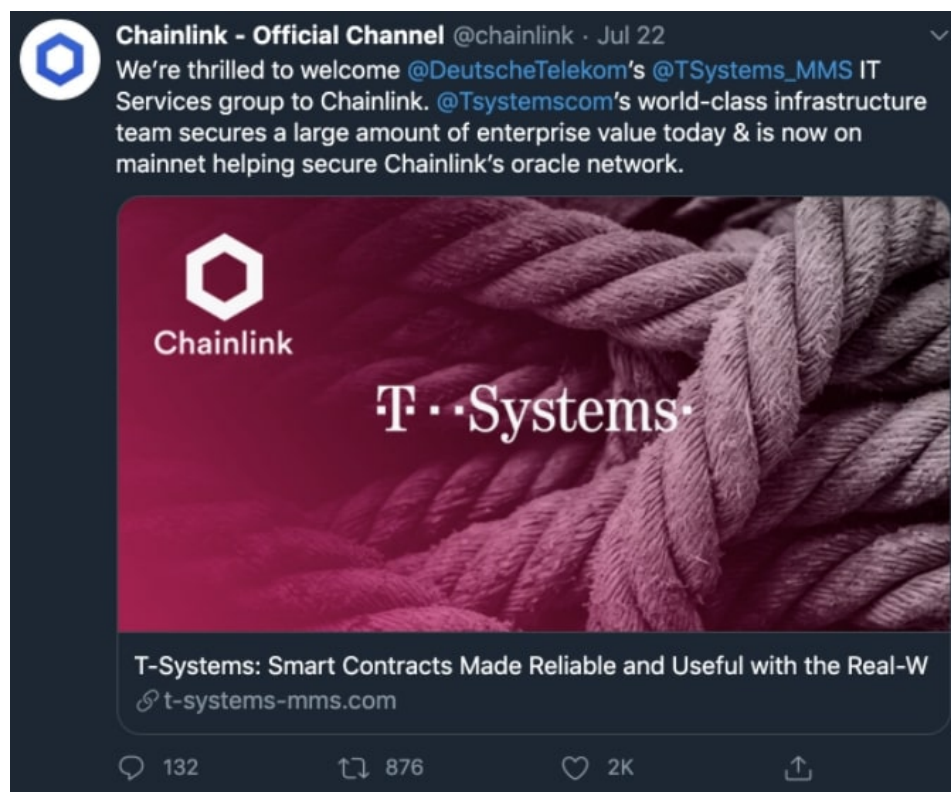 Chainlink - Official Channel @chainlink · Jul 22
We're thrilled to welcome @DeutscheTelekom's @TSystems_MMS IT
Services group to Chainlink. @Tsystemscom's world-class infrastructure
team secures a large amount of enterprise value today & is now on
mainnet helping secure Chainlink's oracle network.
Chainlink
·T··Systems·
T-Systems: Smart Contracts Made Reliable and Useful with the Real-W
t-systems-mms.com
132 876 2K